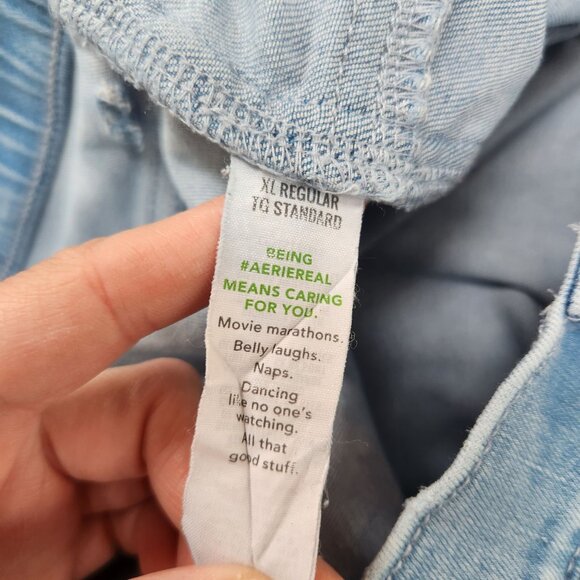 XL REGULAR
TG STANDARD
BEING
#AERIEREAL
MEANS CARING
FOR YOU.
Movie marathons.
Belly laughs.
Naps.
Dancing
like no one's
watching.
All that
good stuff.